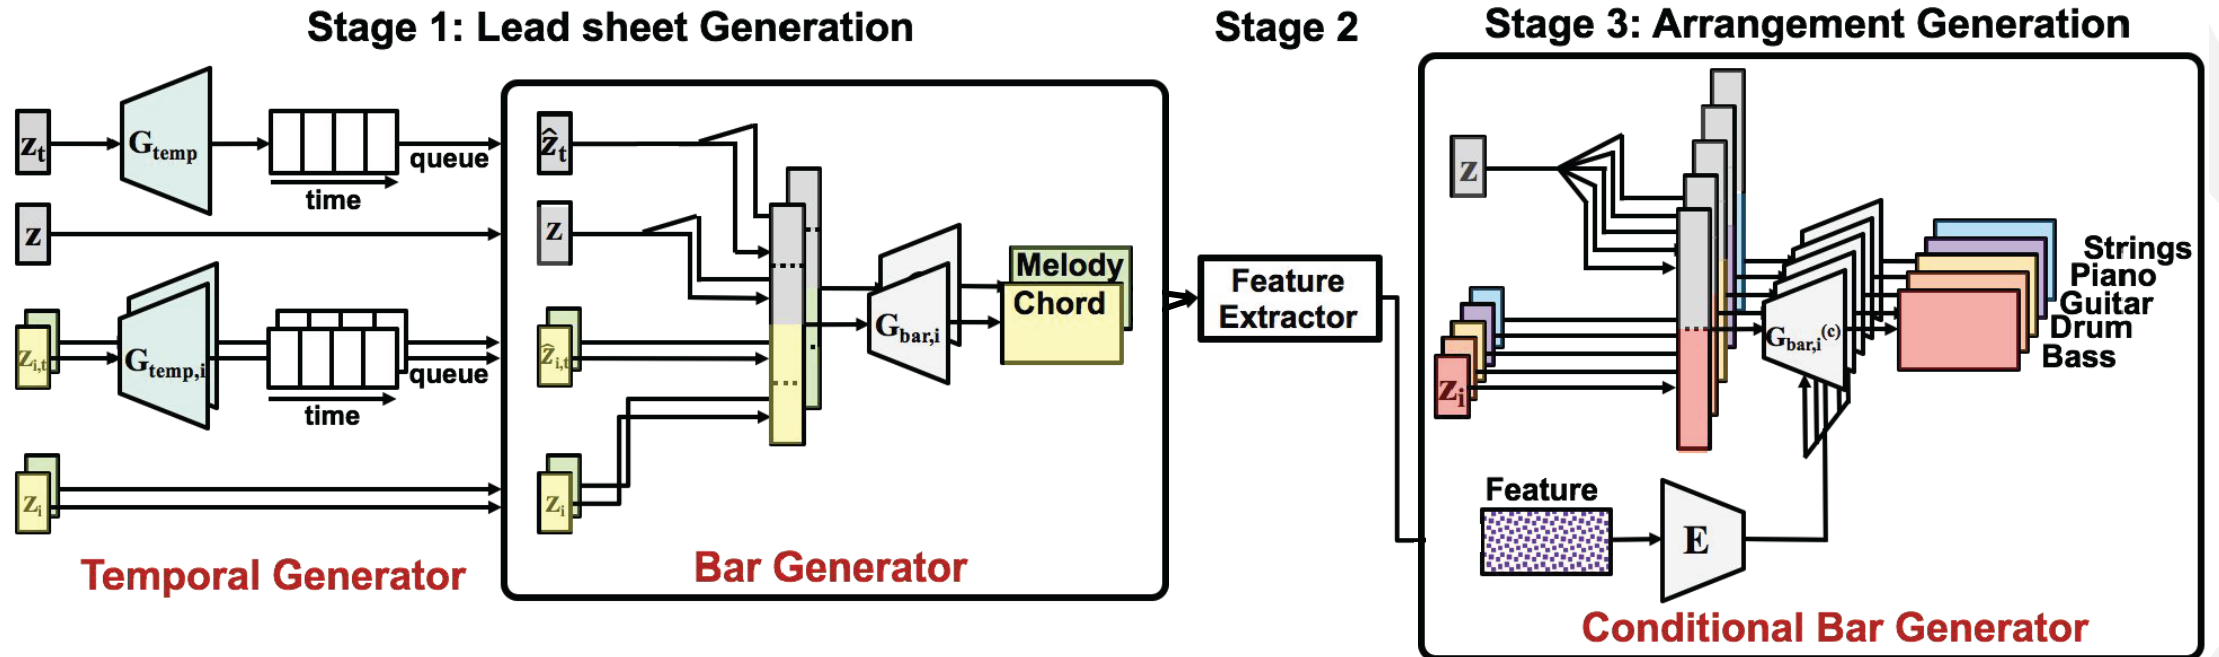 Stage 1: Lead sheet Generation
Stage 2
Stage 3: Arrangement Generation
zt
Gtemp
time
queue
z
zi,t
Gtemp,i
time
queue
zi
Temporal Generator
ẑt
z
ẑi,t
zi
Gbar,i
Melody
Chord
Bar Generator
Feature
Extractor
z
zi
Gbar,i(c)
Strings
Piano
Guitar
Drum
Bass
Feature
E
Conditional Bar Generator